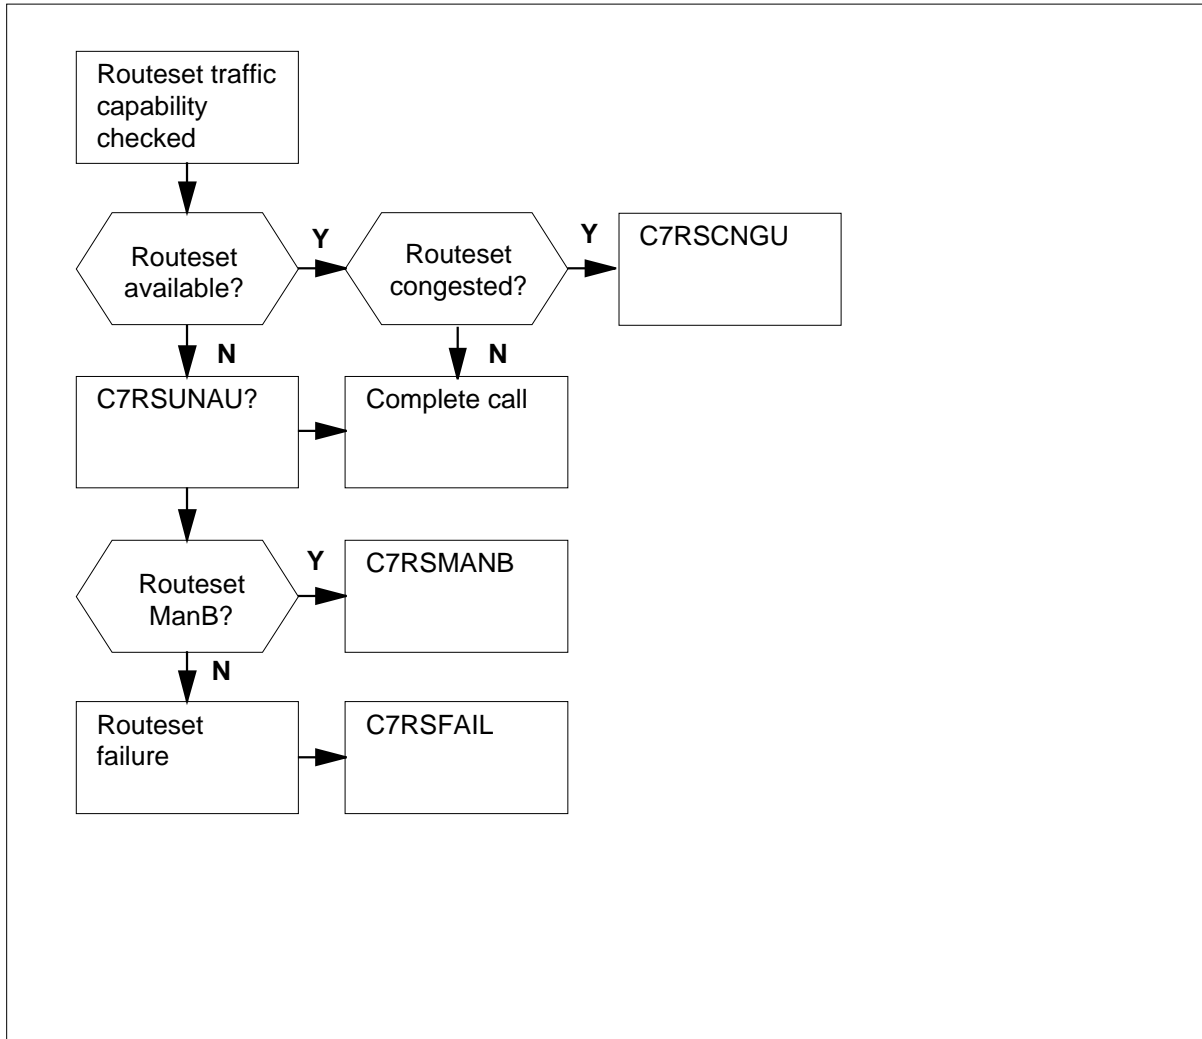 Routeset traffic
capability
checked
Routeset
available?
Y
Routeset
congested?
Y
C7RSCNGU
N
N
C7RSUNAU?
Complete call
Routeset
ManB?
Y
C7RSMANB
N
Routeset
failure
C7RSFAIL